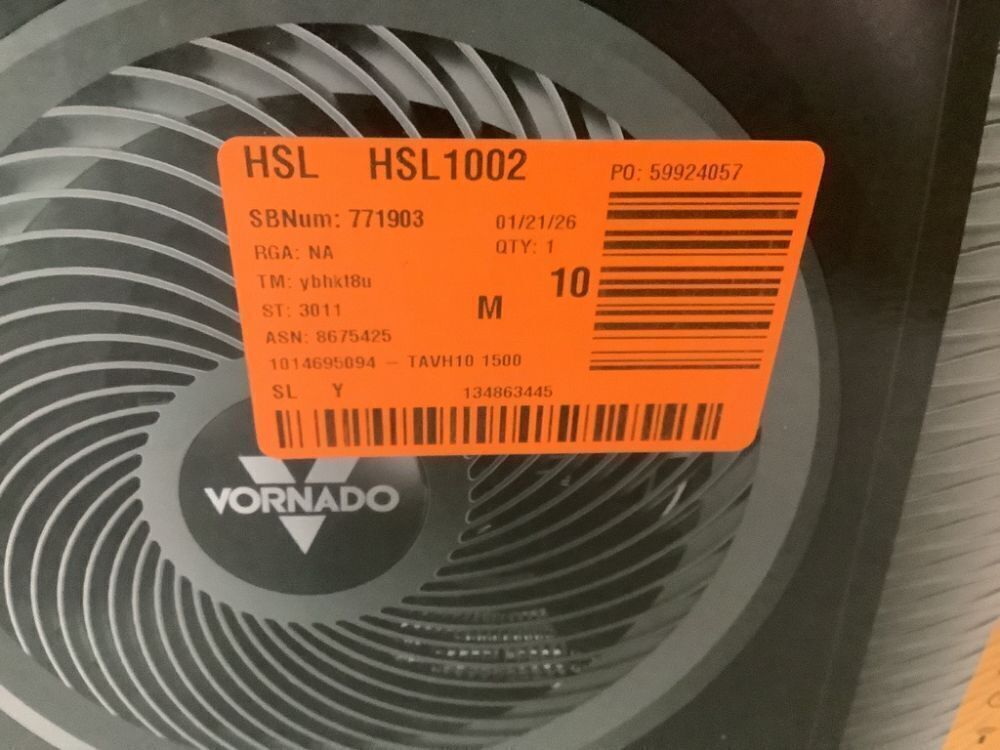 HSL HSL1002
PO: 59924057
SBNum: 771903 01/21/26
RGA: NA QTY: 1
TM: ybhkt8u 10
ST: 3011 M
ASN: 8675425
1014695094 – TAVH10 1500
SL Y 134863445
VORNADO